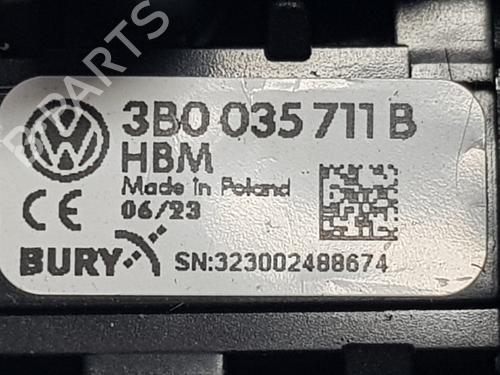 B-PARTS
3B0 035 711 B
HBM
Made in Poland
06/23
CE
BURY
SN:323002488674